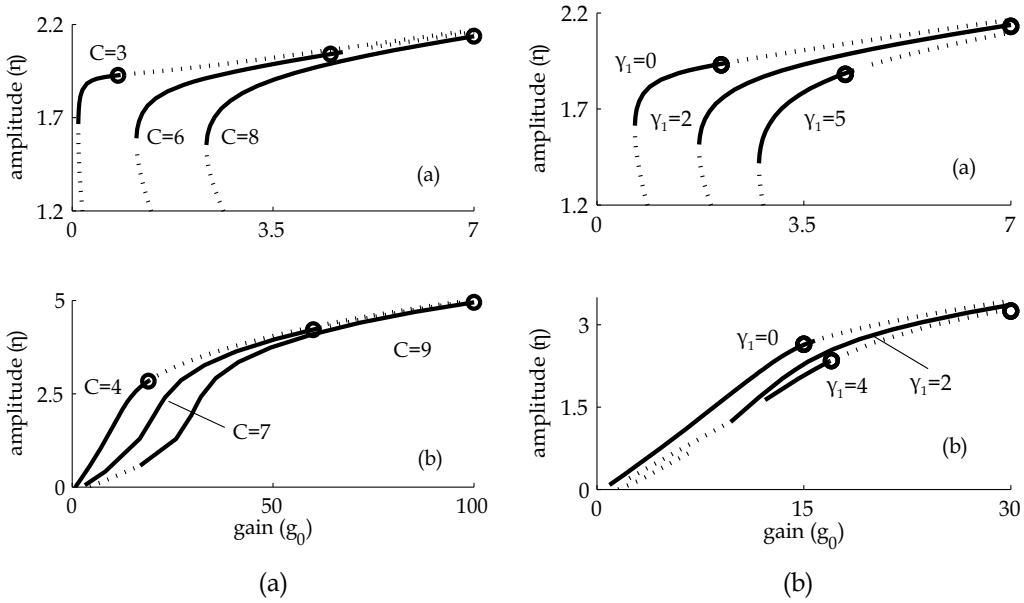 2.2
1.7
1.2
amplitude (η)
C=3
C=6
C=8
(a)
0
3.5
7
2.2
1.7
1.2
amplitude (η)
γ1=0
γ1=2
γ1=5
(a)
0
3.5
7
5
2.5
0
amplitude (η)
C=4
C=7
C=9
(b)
0
50
100
gain (g0)
3
1.5
0
amplitude (η)
γ1=0
γ1=4
γ1=2
(b)
0
15
30
gain (g0)
(a)
(b)